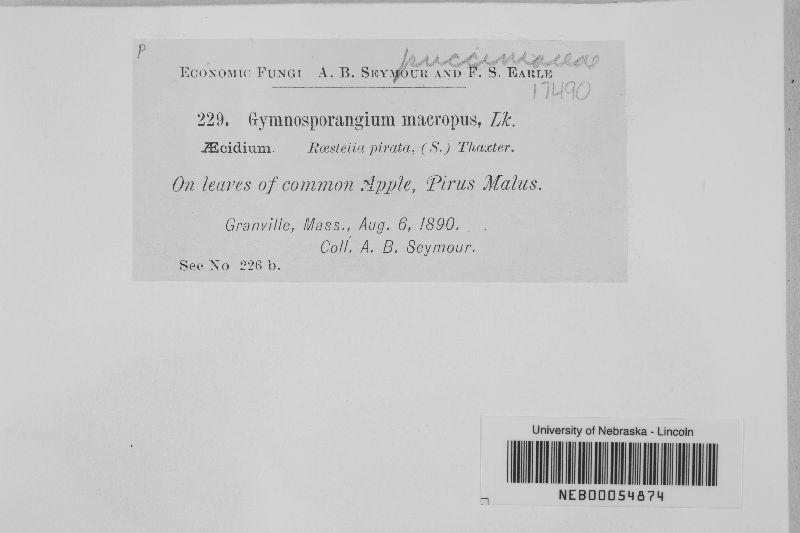 P
pucciniaceae
ECONOMIC FUNGI A. B. SEYMOUR AND F. S. EARLE
17490
229. Gymnosporangium macropus, Lk.
Æcidium. Rœstelia pirata, (S.) Thaxter.
On leaves of common Apple, Pirus Malus.
Granville, Mass., Aug. 6, 1890.
Coll. A. B. Seymour.
See No 226 b.
University of Nebraska - Lincoln
NEB00054874